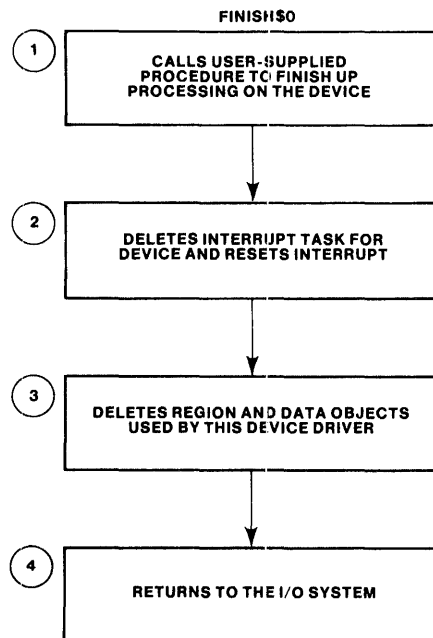 FINISH$0
1
CALLS USER-SUPPLIED
PROCEDURE TO FINISH UP
PROCESSING ON THE DEVICE
2
DELETES INTERRUPT TASK FOR
DEVICE AND RESETS INTERRUPT
3
DELETES REGION AND DATA OBJECTS
USED BY THIS DEVICE DRIVER
4
RETURNS TO THE I/O SYSTEM